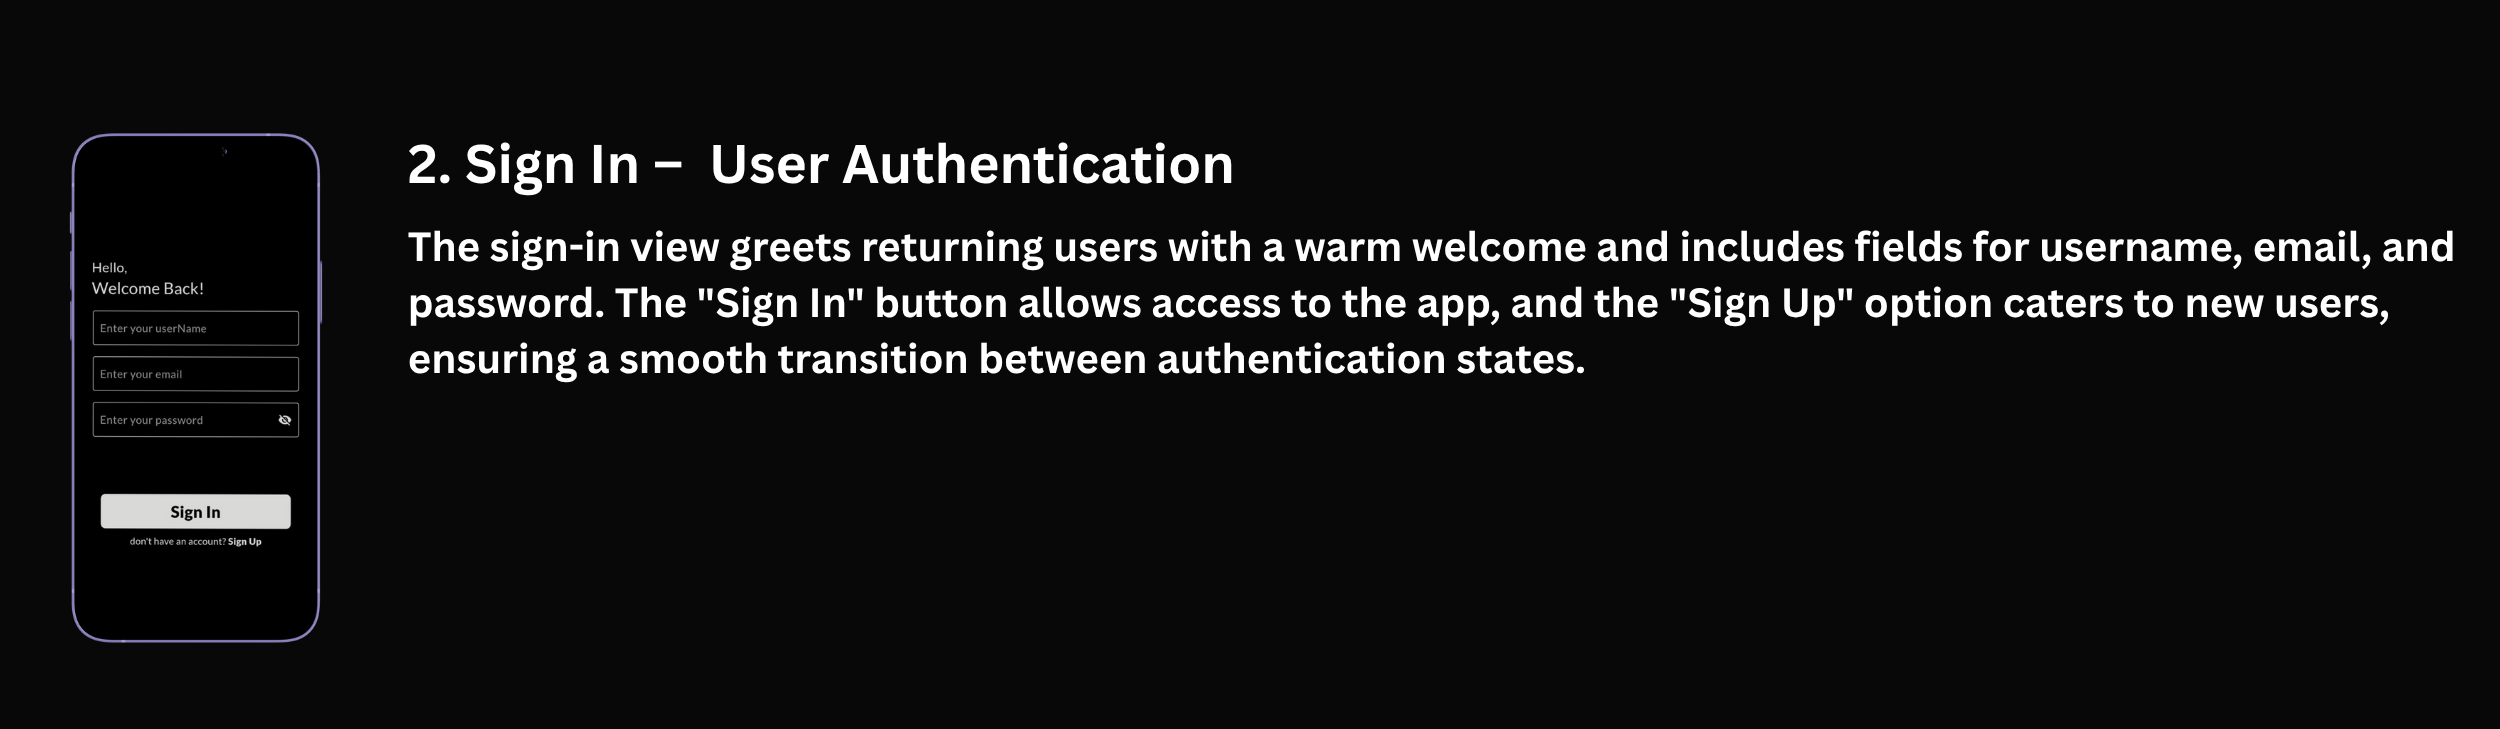 Hello,
Welcome Back!
Enter your userName
Enter your email
Enter your password
Sign In
don't have an account? Sign Up
2. Sign In – User Authentication
The sign-in view greets returning users with a warm welcome and includes fields for username, email, and
password. The "Sign In" button allows access to the app, and the "Sign Up" option caters to new users,
ensuring a smooth transition between authentication states.